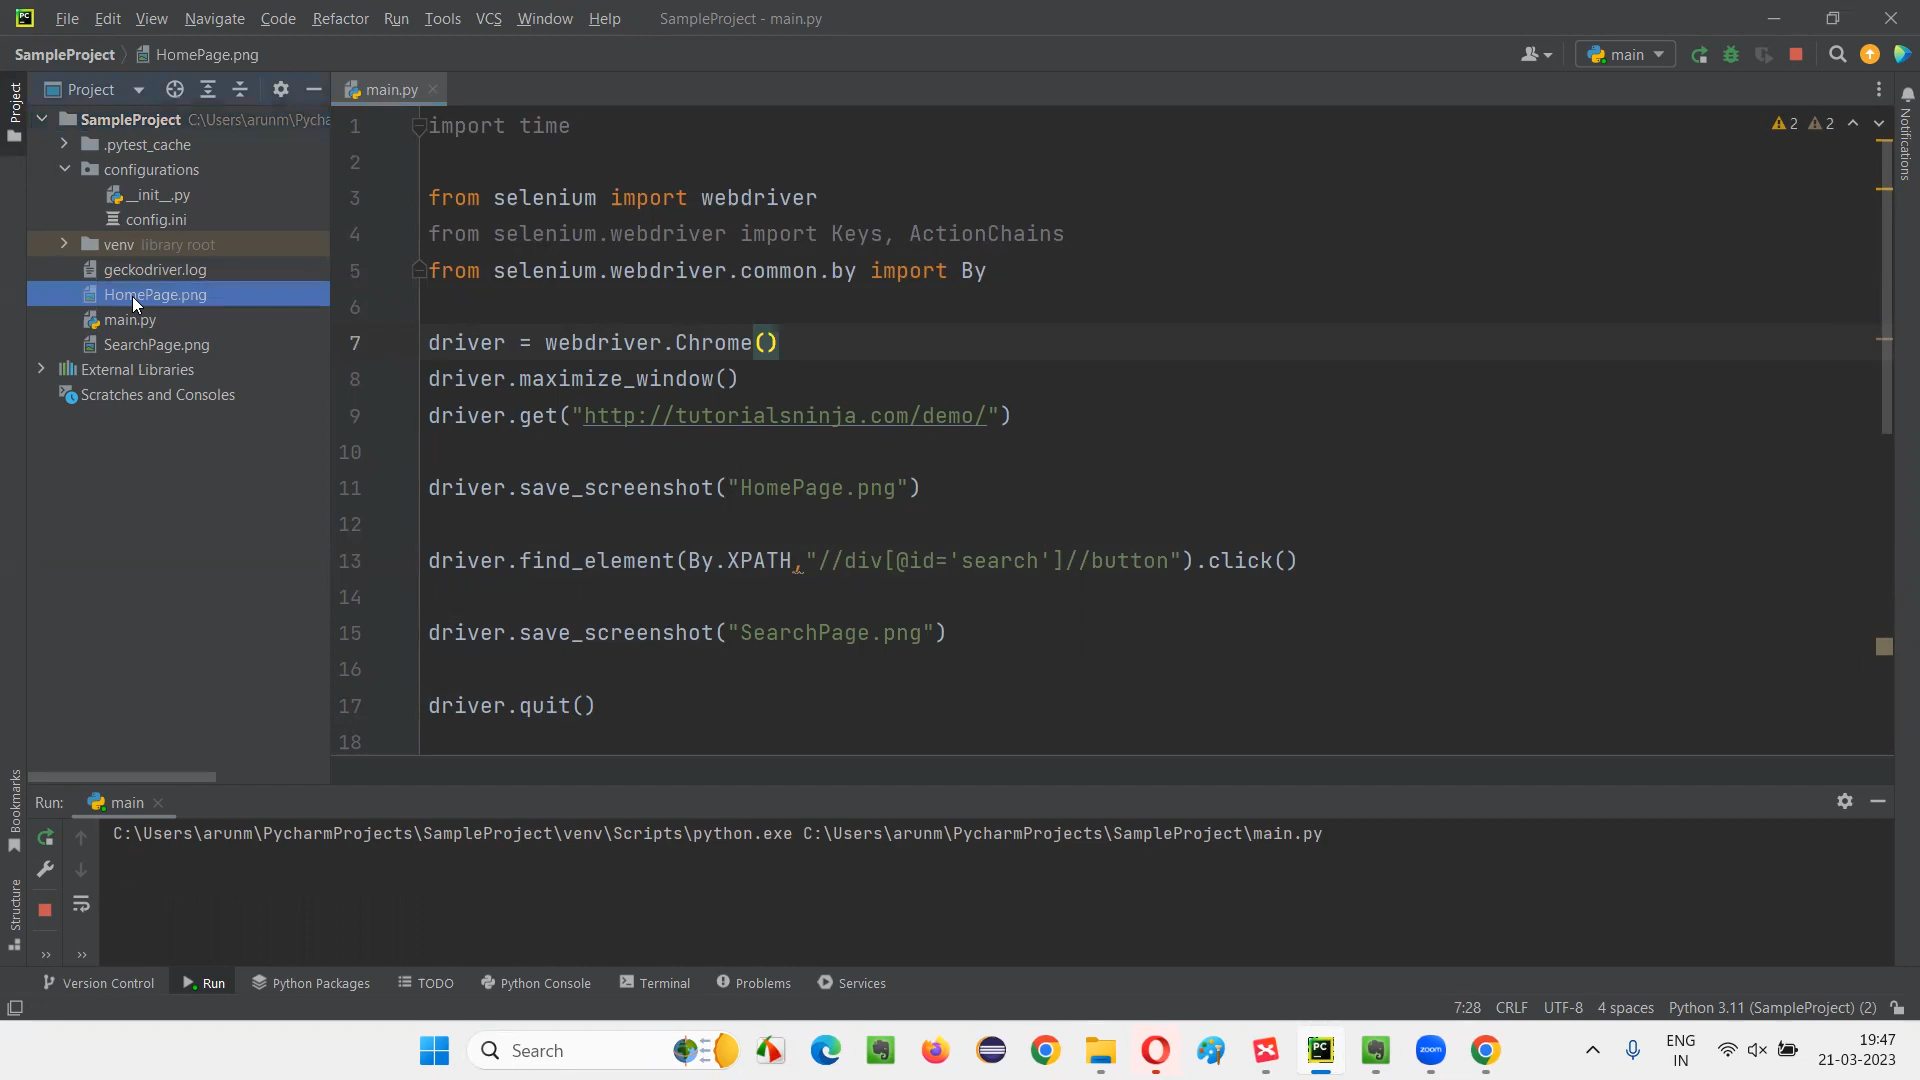 File Edit View Navigate Code Refactor Run Tools VCS Window Help SampleProject - main.py
SampleProject HomePage.png main
Project main.py
SampleProject C:\Users\arunm\Pycha
.pytest_cache
configurations
__init__.py
config.ini
venv library root
geckodriver.log
HomePage.png
main.py
SearchPage.png
External Libraries
Scratches and Consoles
Project
Bookmarks
Structure
Notifications
2 2
1 import time
2
3 from selenium import webdriver
4 from selenium.webdriver import Keys, ActionChains
5 from selenium.webdriver.common.by import By
6
7 driver = webdriver.Chrome()
8 driver.maximize_window()
9 driver.get("http://tutorialsninja.com/demo/")
10
11 driver.save_screenshot("HomePage.png")
12
13 driver.find_element(By.XPATH,"//div[@id='search']//button").click()
14
15 driver.save_screenshot("SearchPage.png")
16
17 driver.quit()
18
Run: main
C:\Users\arunm\PycharmProjects\SampleProject\venv\Scripts\python.exe C:\Users\arunm\PycharmProjects\SampleProject\main.py
Version Control Run Python Packages TODO Python Console Terminal Problems Services
7:28 CRLF UTF-8 4 spaces Python 3.11 (SampleProject) (2)
Search
PC
zoom
ENG
IN
19:47
21-03-2023